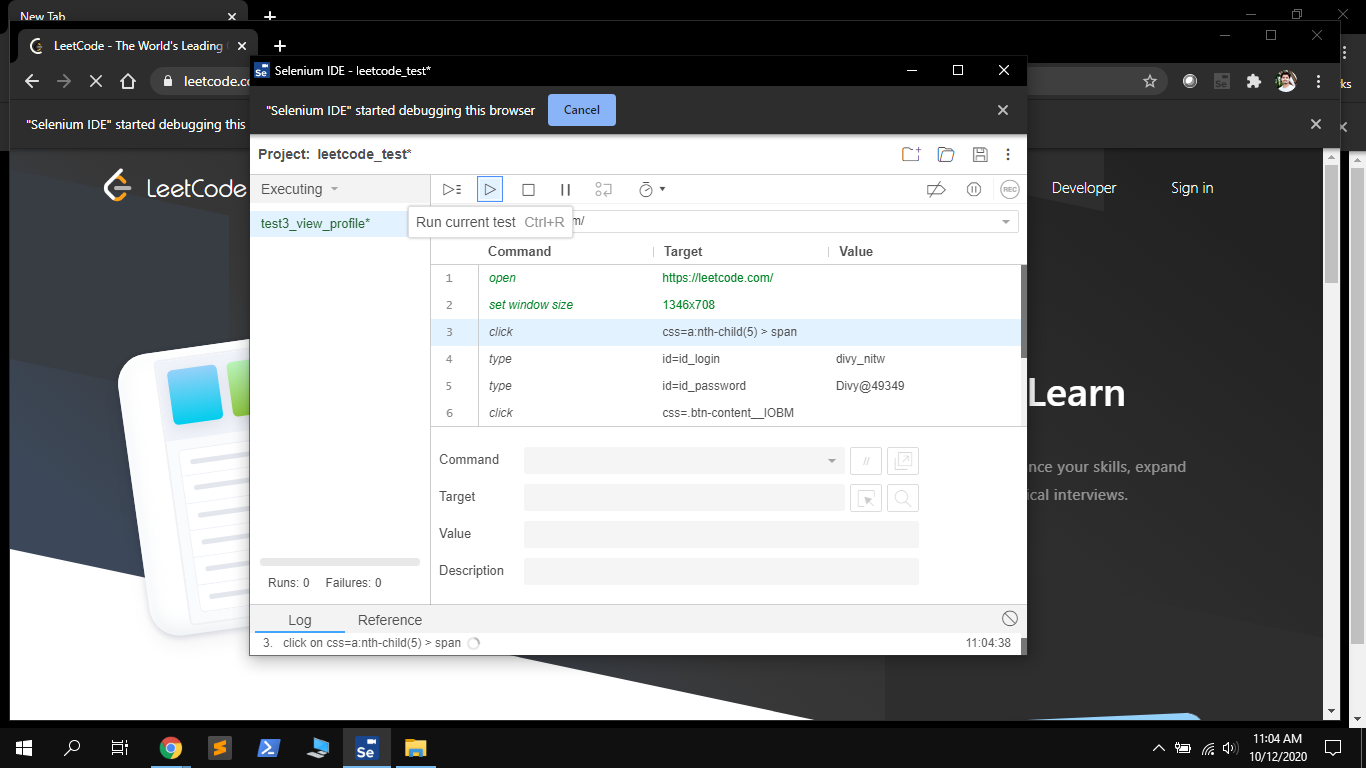 New Tab
LeetCode - The World's Leading
Selenium IDE - leetcode_test*
leetcode.co
"Selenium IDE" started debugging this browser
Cancel
"Selenium IDE" started debugging this
Project: leetcode_test*
LeetCode
Developer
Sign in
Executing
REC
test3_view_profile*
Run current test Ctrl+R
m/
Command Target Value
1 open https://leetcode.com/
2 set window size 1346x708
3 click css=a:nth-child(5) > span
4 type id=id_login divy_nitw
5 type id=id_password Divy@49349
6 click css=.btn-content__lOBM
Learn
Command //
nce your skills, expand
Target
ical interviews.
Value
Description
Runs: 0 Failures: 0
Log Reference
3. click on css=a:nth-child(5) > span 11:04:38
Se
11:04 AM
10/12/2020